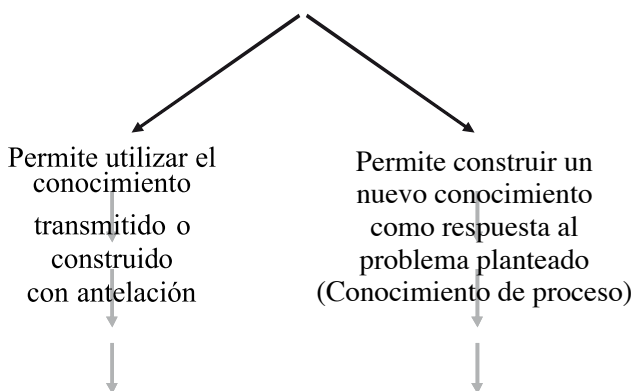 Permite utilizar el
conocimiento
transmitido o
construido
con antelación
Permite construir un
nuevo conocimiento
como respuesta al
problema planteado
(Conocimiento de proceso)